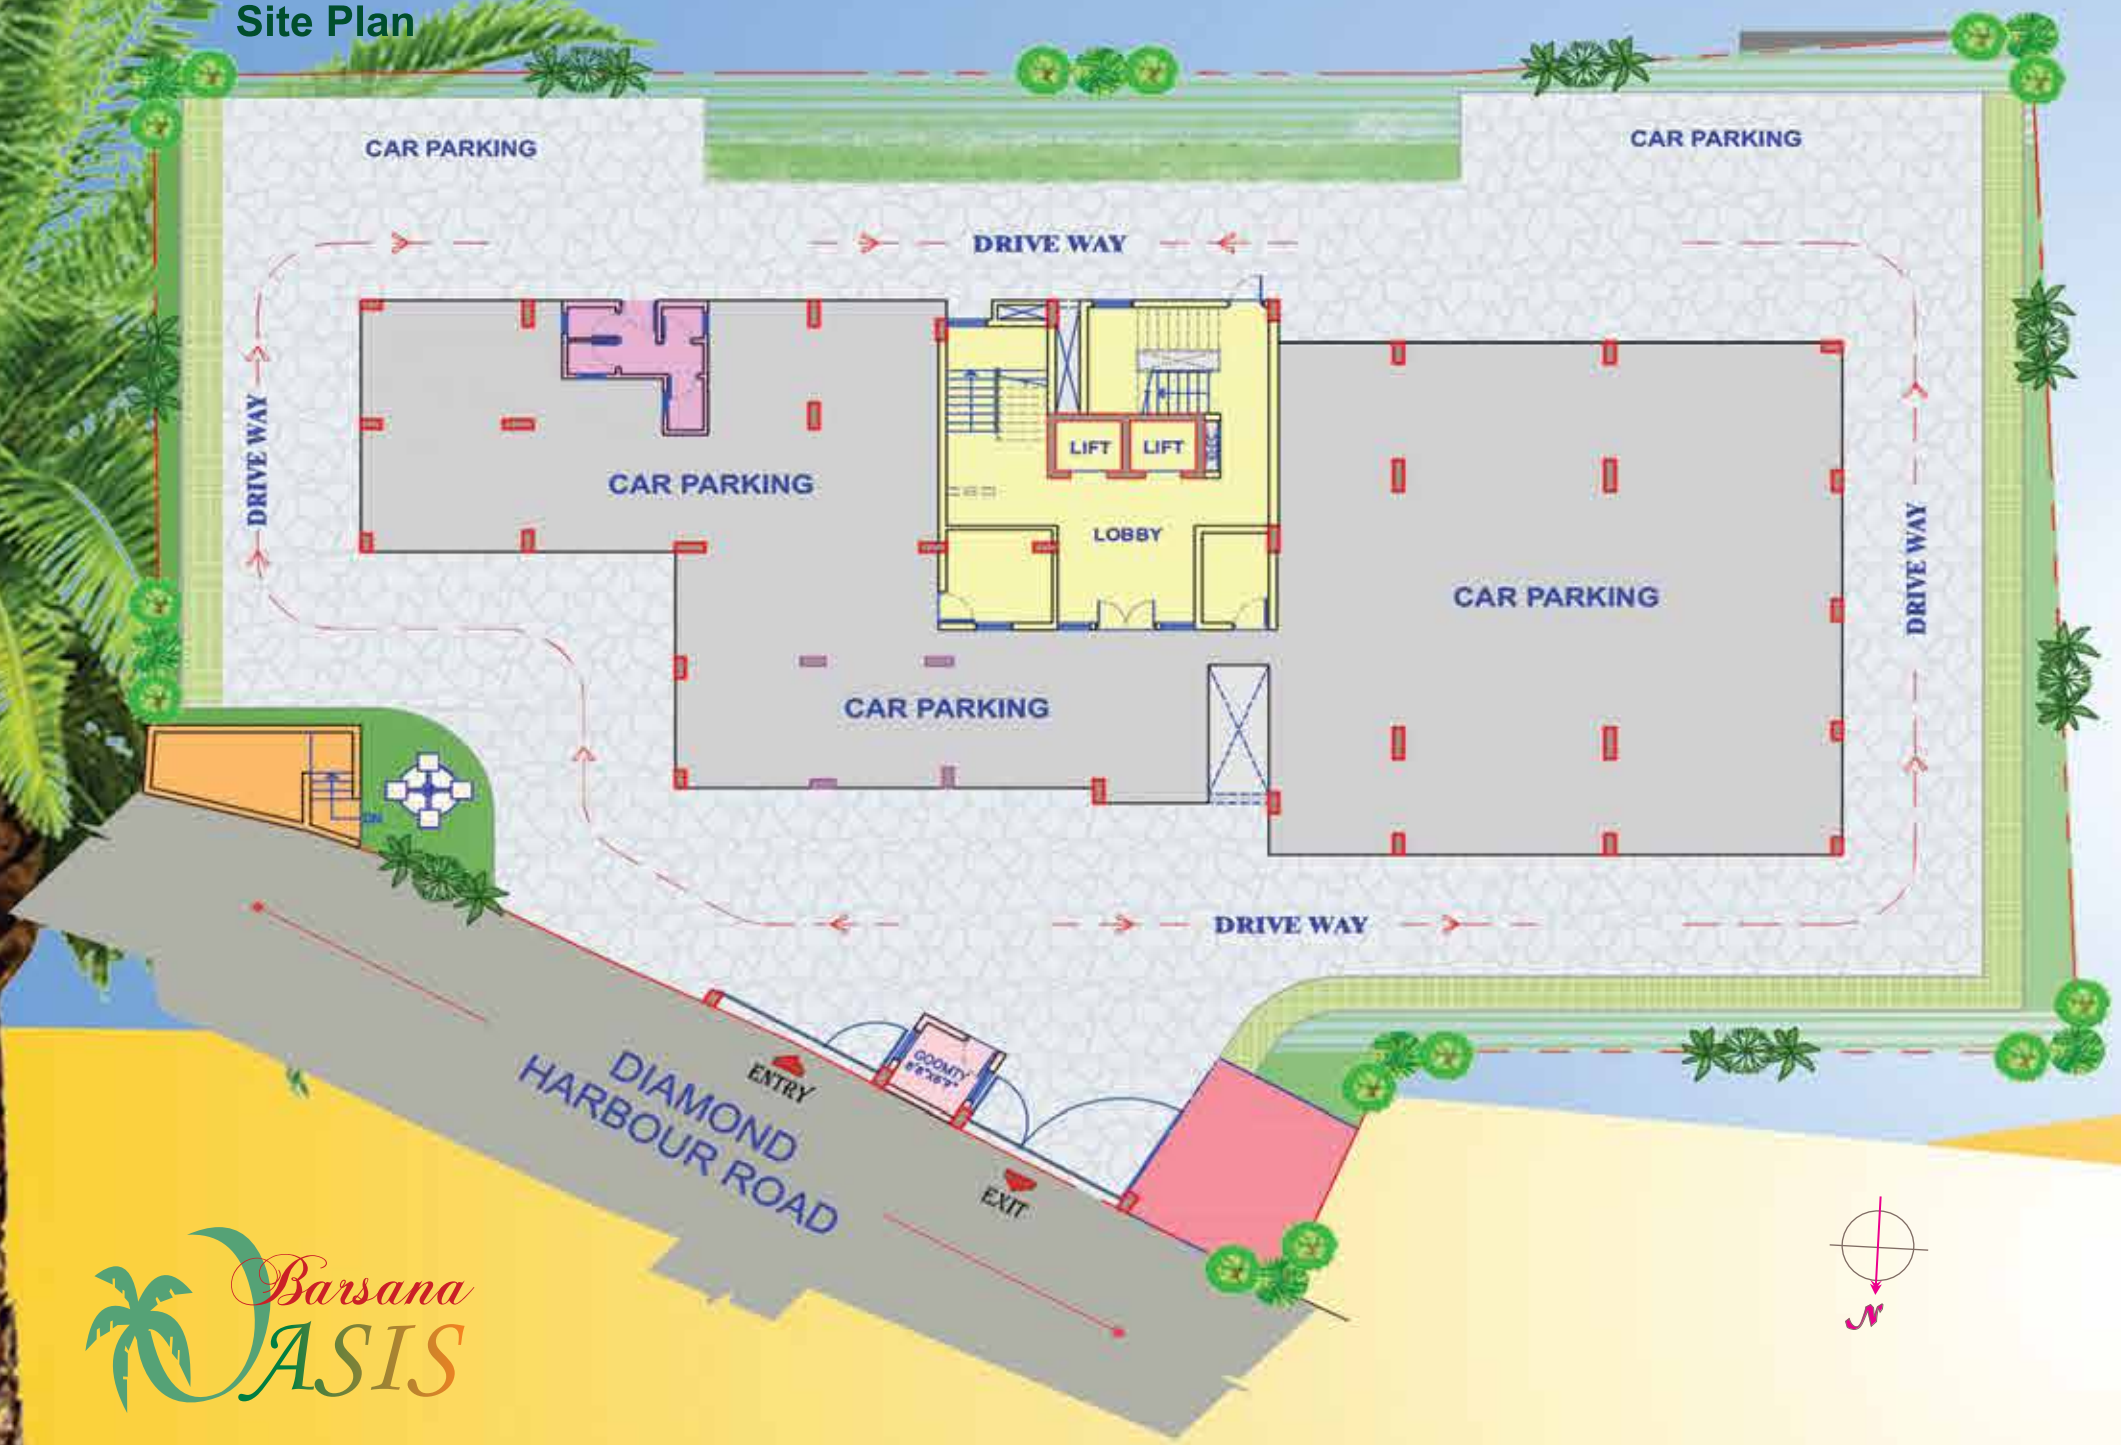 Site Plan
CAR PARKING
CAR PARKING
DRIVE WAY
DRIVE WAY
LIFT
LIFT
CAR PARKING
LOBBY
DRIVE WAY
CAR PARKING
CAR PARKING
DN
DRIVE WAY
GOOMTY
ENTRY
DIAMOND
HARBOUR ROAD
EXIT
Barsana
OASIS
N